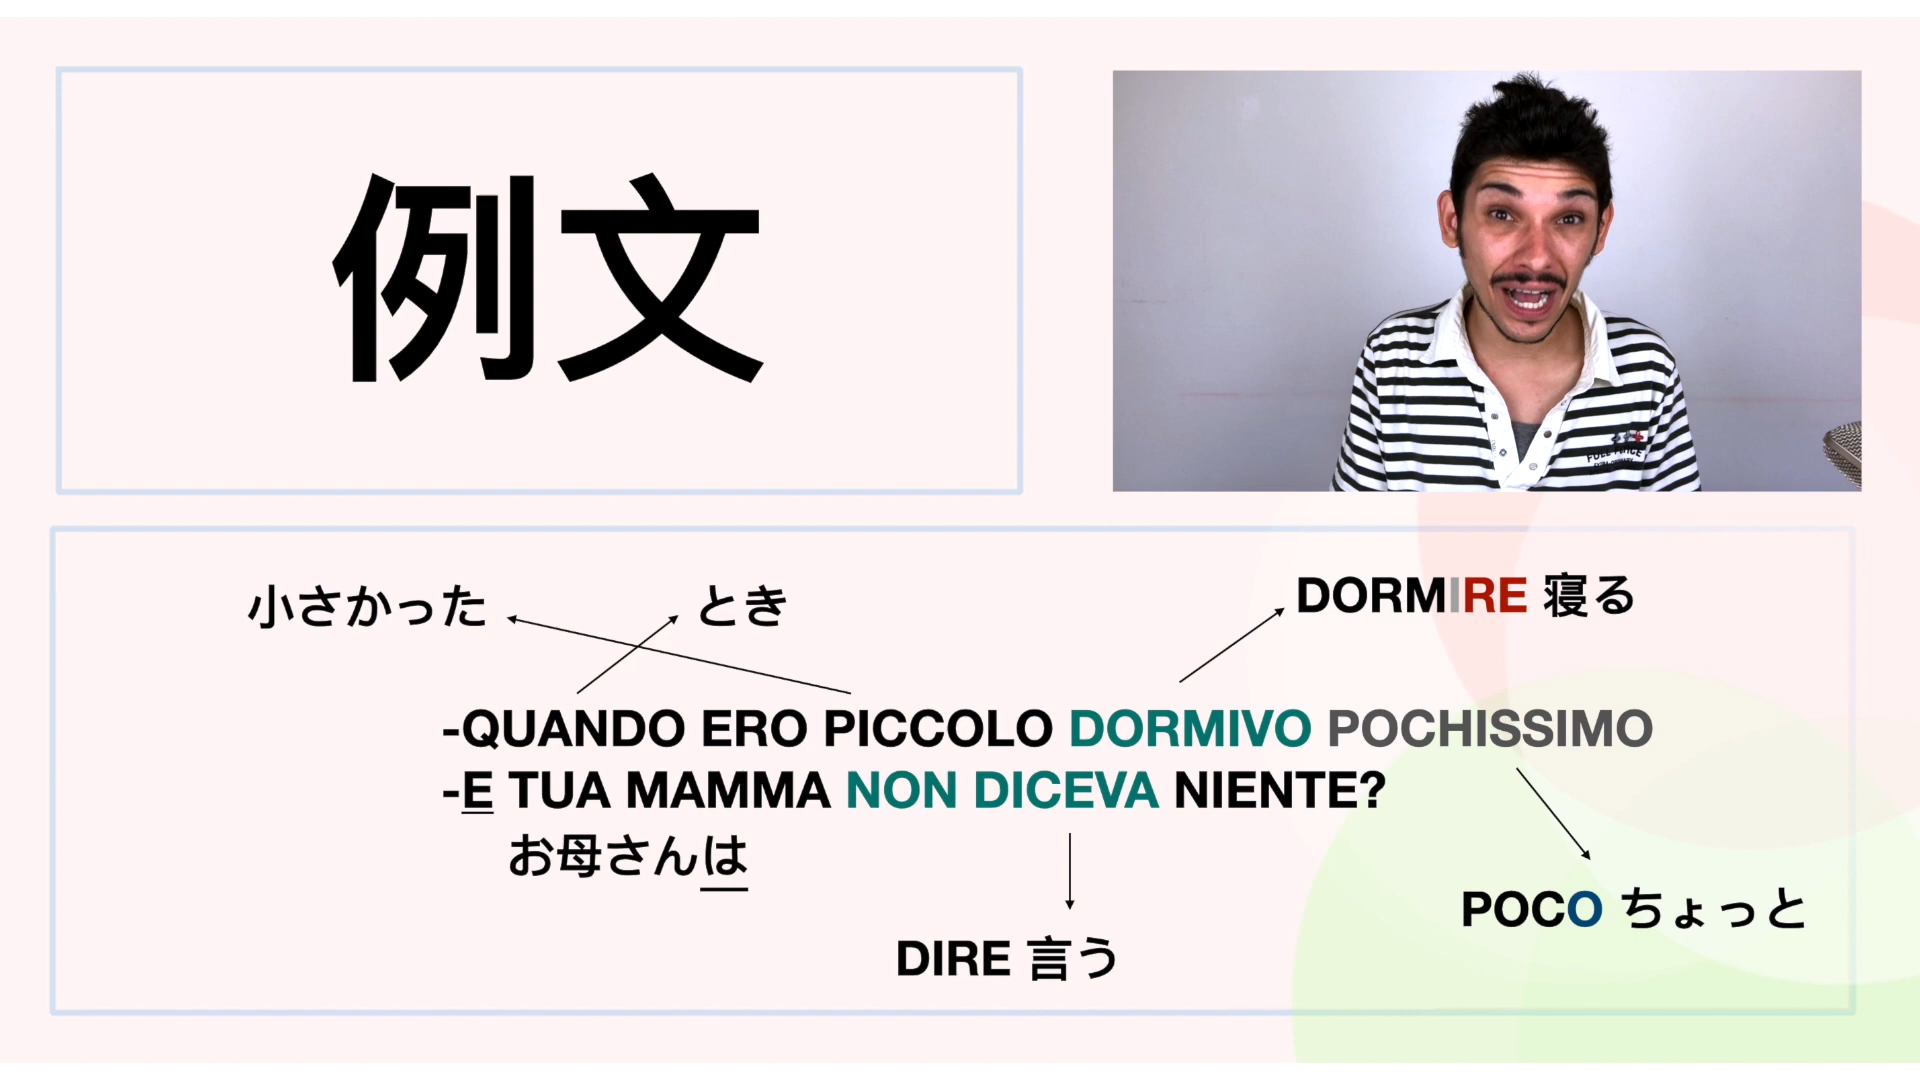 例文
小さかった とき DORMIRE 寝る
-QUANDO ERO PICCOLO DORMIVO POCHISSIMO
-E TUA MAMMA NON DICEVA NIENTE?
お母さんは
POCO ちょっと
DIRE 言う